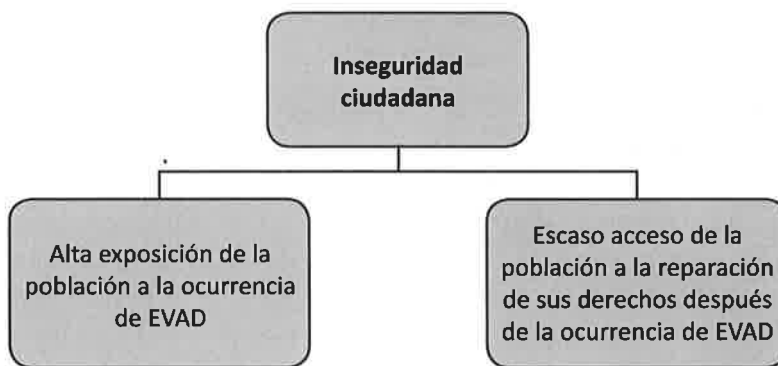 Inseguridad
ciudadana
Alta exposición de la
población a la ocurrencia
de EVAD
Escaso acceso de la
población a la reparación
de sus derechos después
de la ocurrencia de EVAD